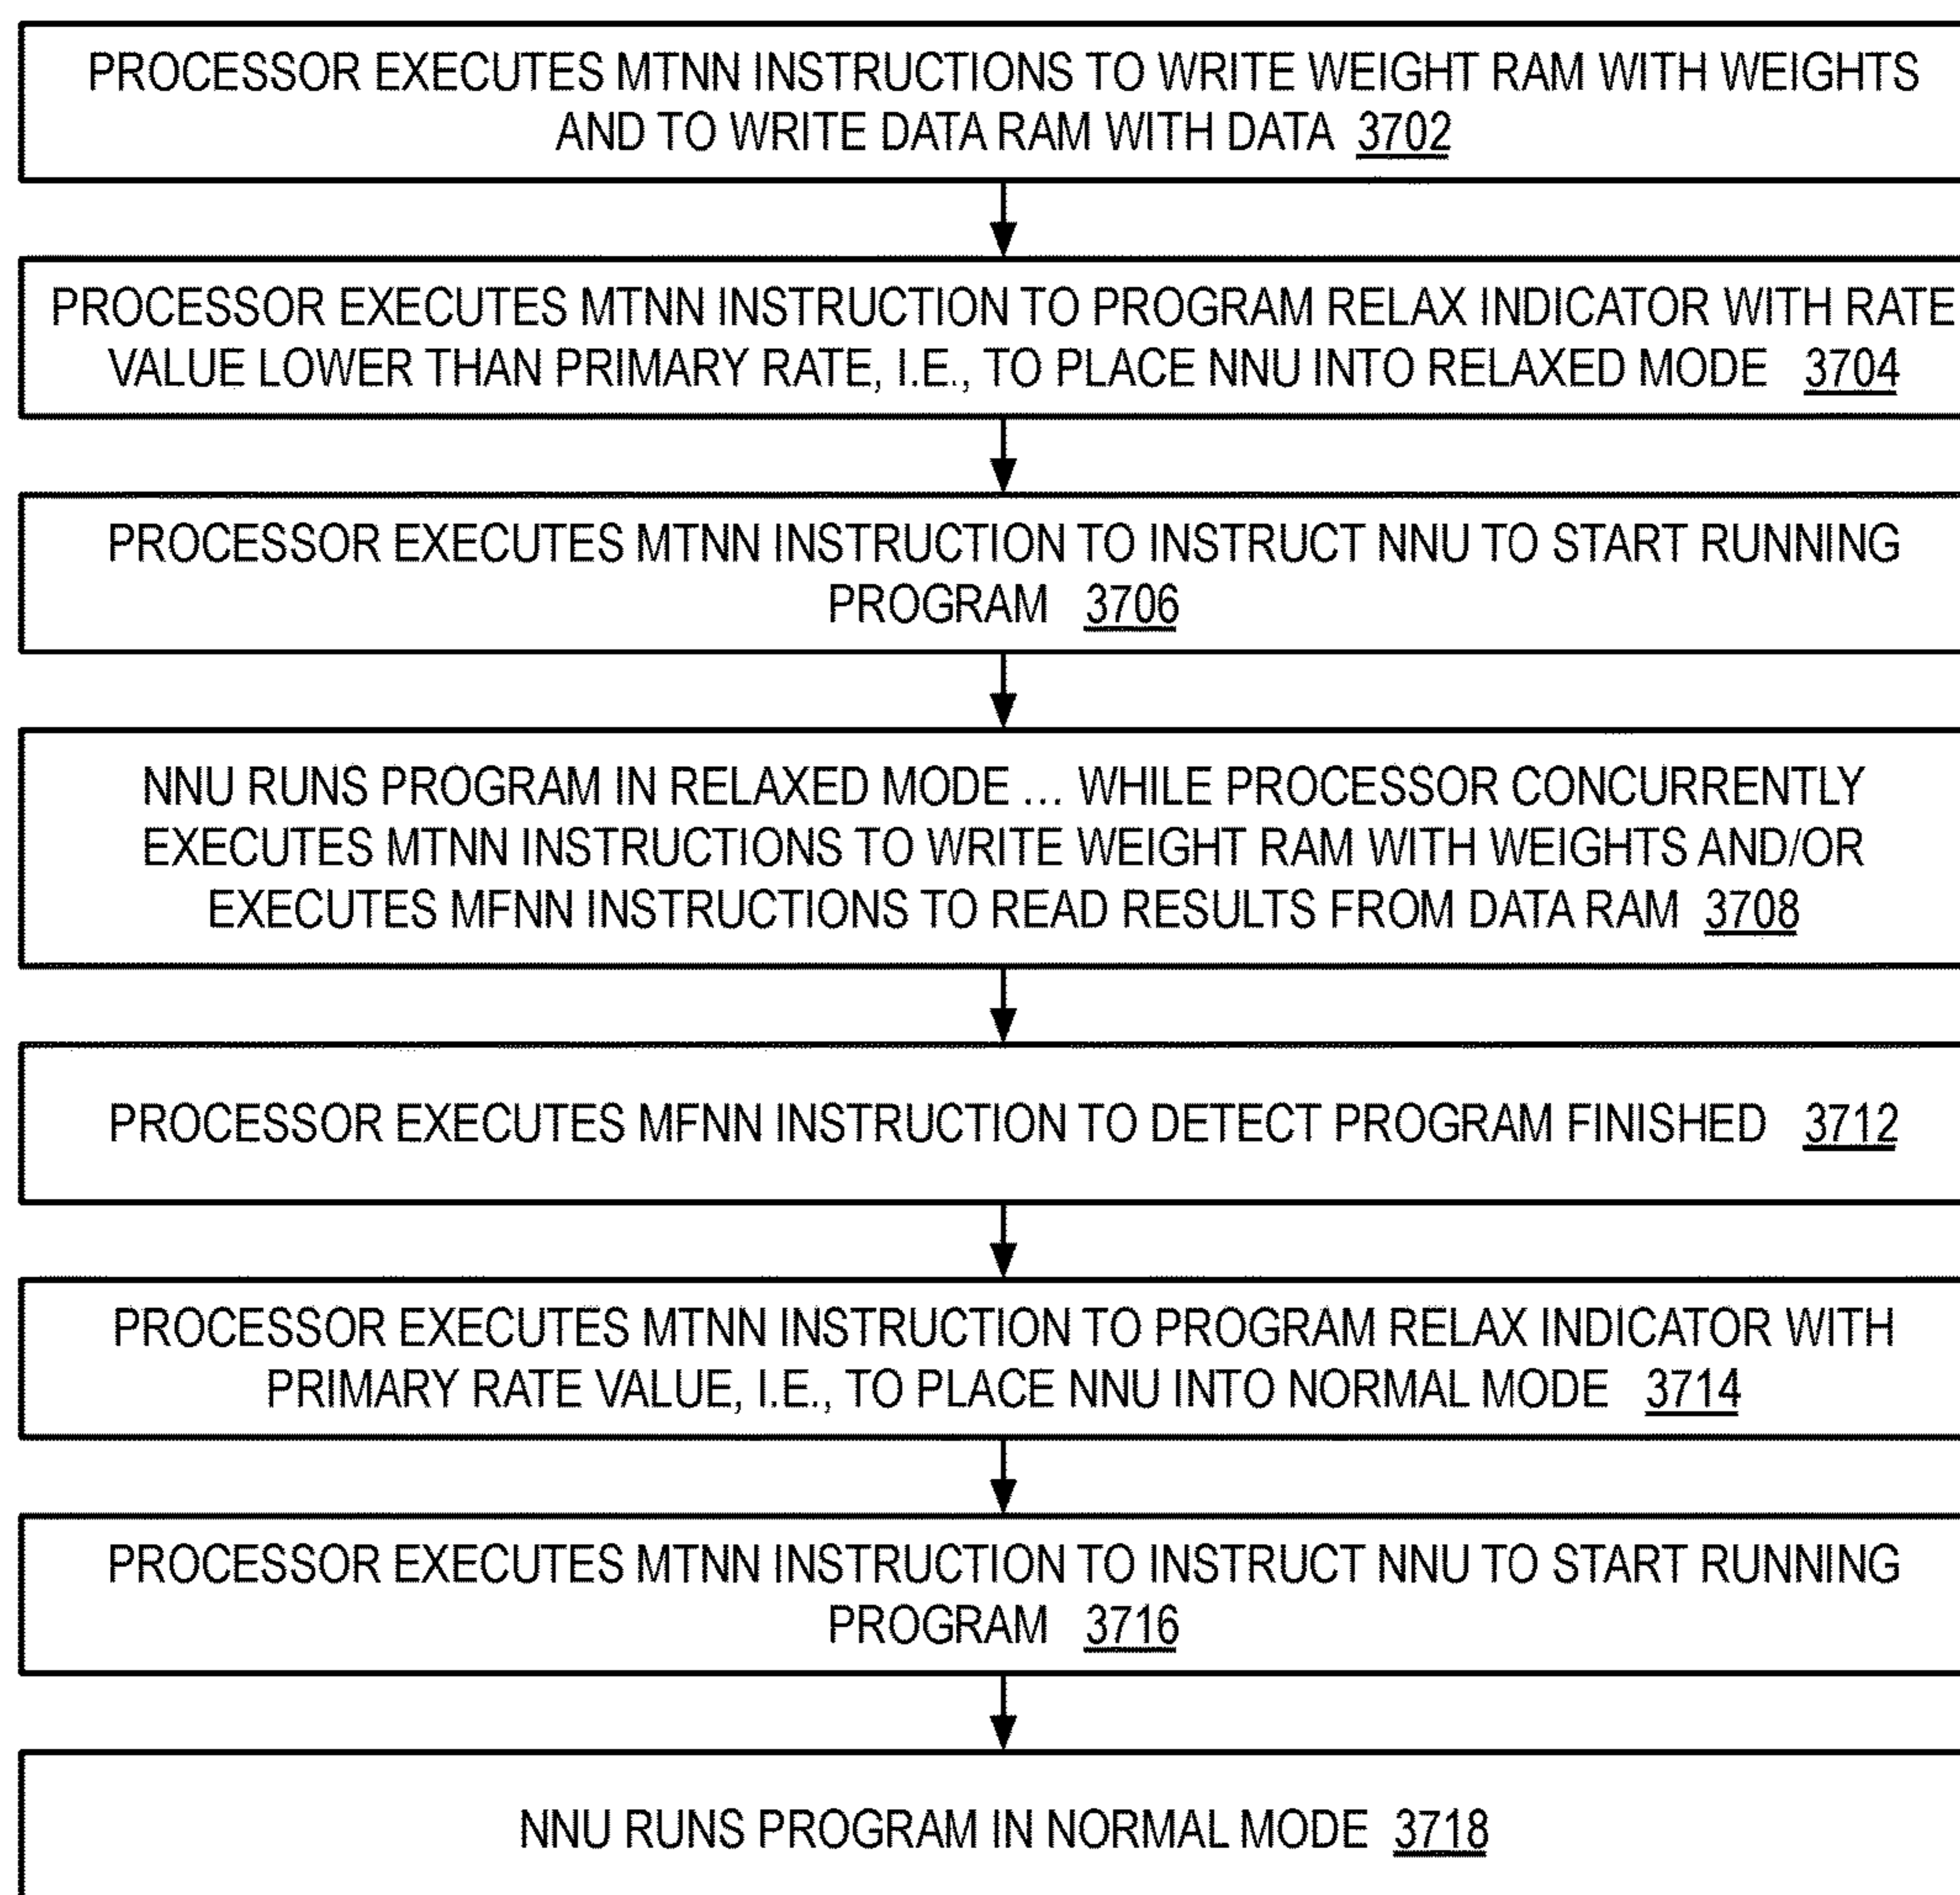 PROCESSOR EXECUTES MTNN INSTRUCTIONS TO WRITE WEIGHT RAM WITH WEIGHTS
AND TO WRITE DATA RAM WITH DATA 3702
PROCESSOR EXECUTES MTNN INSTRUCTION TO PROGRAM RELAX INDICATOR WITH RATE
VALUE LOWER THAN PRIMARY RATE, I.E., TO PLACE NNU INTO RELAXED MODE 3704
PROCESSOR EXECUTES MTNN INSTRUCTION TO INSTRUCT NNU TO START RUNNING
PROGRAM 3706
NNU RUNS PROGRAM IN RELAXED MODE ... WHILE PROCESSOR CONCURRENTLY
EXECUTES MTNN INSTRUCTIONS TO WRITE WEIGHT RAM WITH WEIGHTS AND/OR
EXECUTES MFNN INSTRUCTIONS TO READ RESULTS FROM DATA RAM 3708
PROCESSOR EXECUTES MFNN INSTRUCTION TO DETECT PROGRAM FINISHED 3712
PROCESSOR EXECUTES MTNN INSTRUCTION TO PROGRAM RELAX INDICATOR WITH
PRIMARY RATE VALUE, I.E., TO PLACE NNU INTO NORMAL MODE 3714
PROCESSOR EXECUTES MTNN INSTRUCTION TO INSTRUCT NNU TO START RUNNING
PROGRAM 3716
NNU RUNS PROGRAM IN NORMAL MODE 3718